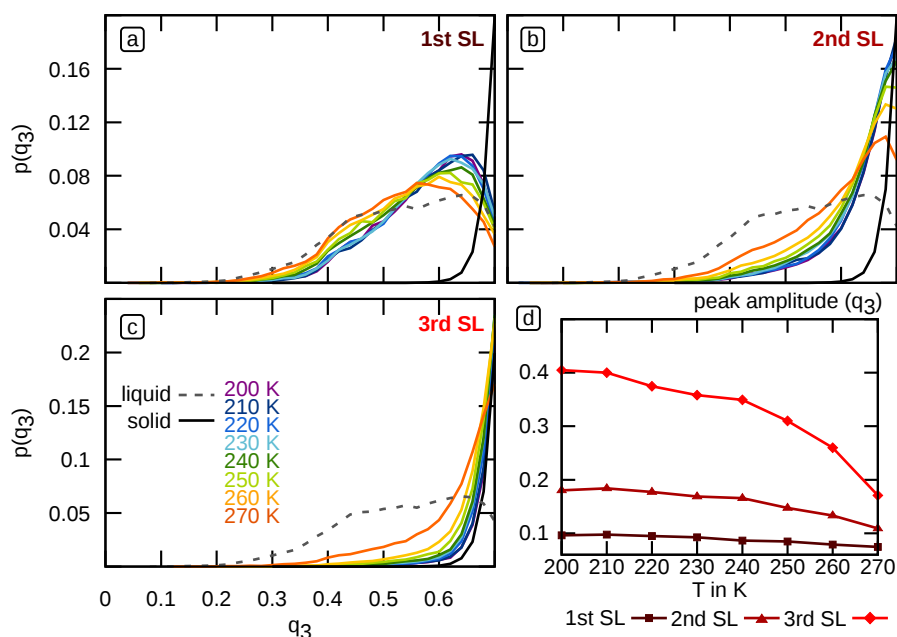 a
1st SL
0.16
0.12
0.08
0.04
p(q3)
b
2nd SL
c
3rd SL
0.2
0.15
0.1
0.05
p(q3)
liquid
solid
200 K
210 K
220 K
230 K
240 K
250 K
260 K
270 K
0 0.2 0.3 0.4 0.5 0.6
q3
peak amplitude (q3)
d
0.4
0.3
0.2
0.1
200 210 220 230 240 250 260 270
T in K
1st SL 2nd SL 3rd SL